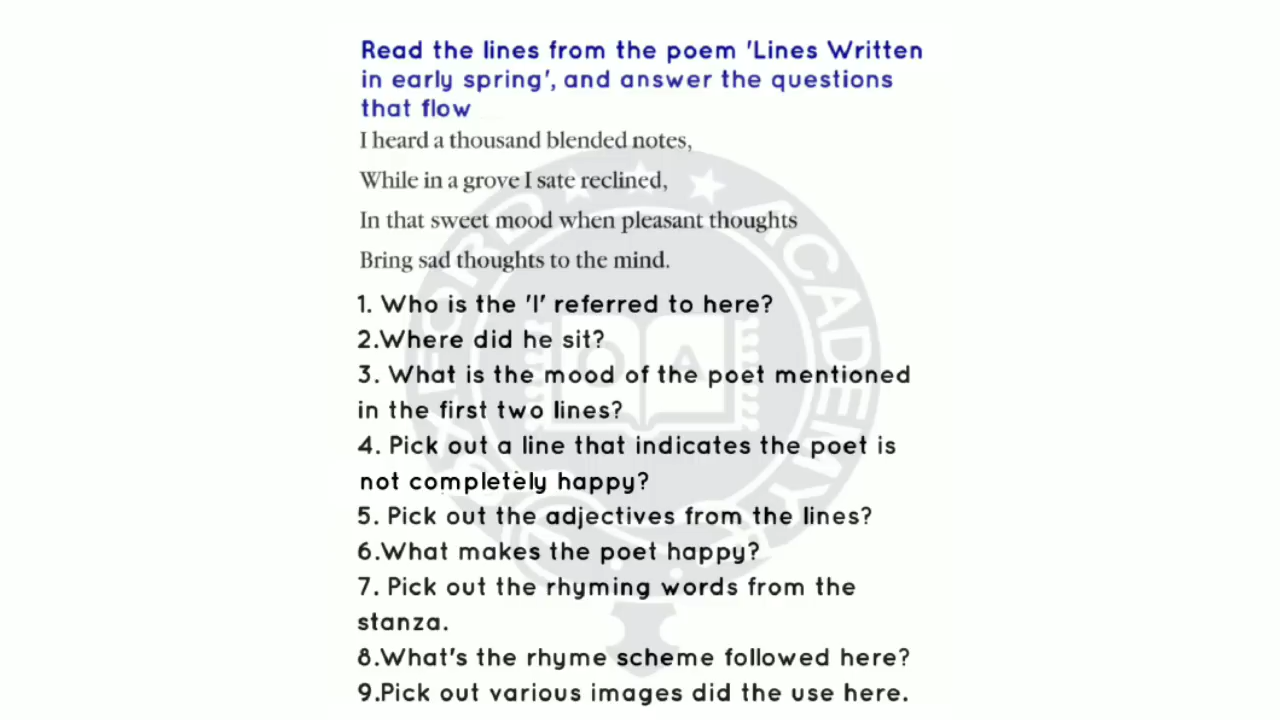 Read the lines from the poem 'Lines Written
in early spring', and answer the questions
that flow
I heard a thousand blended notes,
While in a grove I sate reclined,
In that sweet mood when pleasant thoughts
Bring sad thoughts to the mind.
1. Who is the 'I' referred to here?
2.Where did he sit?
3. What is the mood of the poet mentioned
in the first two lines?
4. Pick out a line that indicates the poet is
not completely happy?
5. Pick out the adjectives from the lines?
6.What makes the poet happy?
7. Pick out the rhyming words from the
stanza.
8.What's the rhyme scheme followed here?
9.Pick out various images did the use here.
ACADEMY
OA